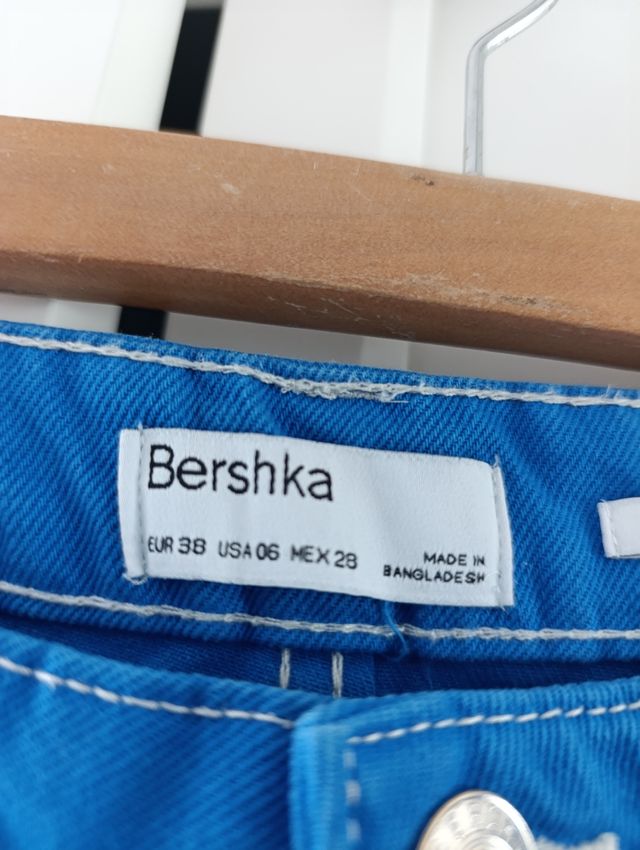 Bershka
EUR 38 USA 06 MEX 28
MADE IN
BANGLADESH